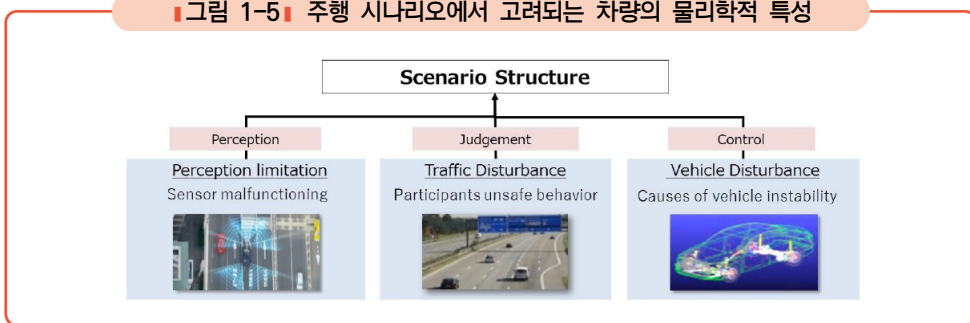 그림 1-5 주행 시나리오에서 고려되는 차량의 물리학적 특성
Scenario Structure
Perception
Judgement
Control
Perception limitation
Sensor malfunctioning
Traffic Disturbance
Participants unsafe behavior
Vehicle Disturbance
Causes of vehicle instability